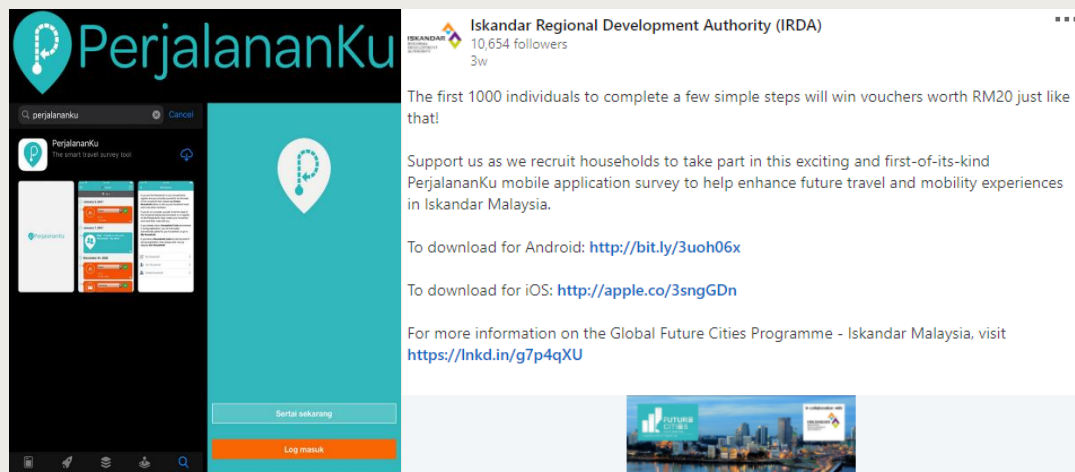 PerjalananKu
perjalananku
Cancel
PerjalananKu
The smart travel survey tool
PerjalananKu
Sertai sekarang
Log masuk
ISKANDAR
Iskandar Regional Development Authority (IRDA)
10,654 followers
3w
The first 1000 individuals to complete a few simple steps will win vouchers worth RM20 just like
that!
Support us as we recruit households to take part in this exciting and first-of-its-kind
PerjalananKu mobile application survey to help enhance future travel and mobility experiences
in Iskandar Malaysia.
To download for Android: http://bit.ly/3uoh06x
To download for iOS: http://apple.co/3sngGDn
For more information on the Global Future Cities Programme - Iskandar Malaysia, visit
https://lnkd.in/g7p4qXU
FUTURE
CITIES